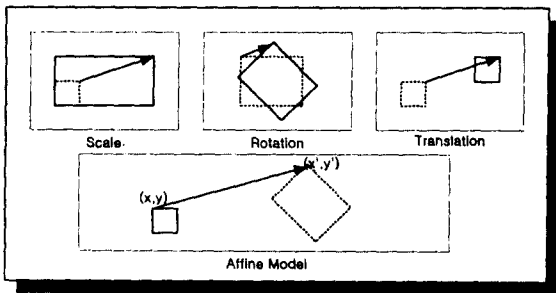 Scale.
Rotation
Translation
(x,y)
(x',y')
Affine Model